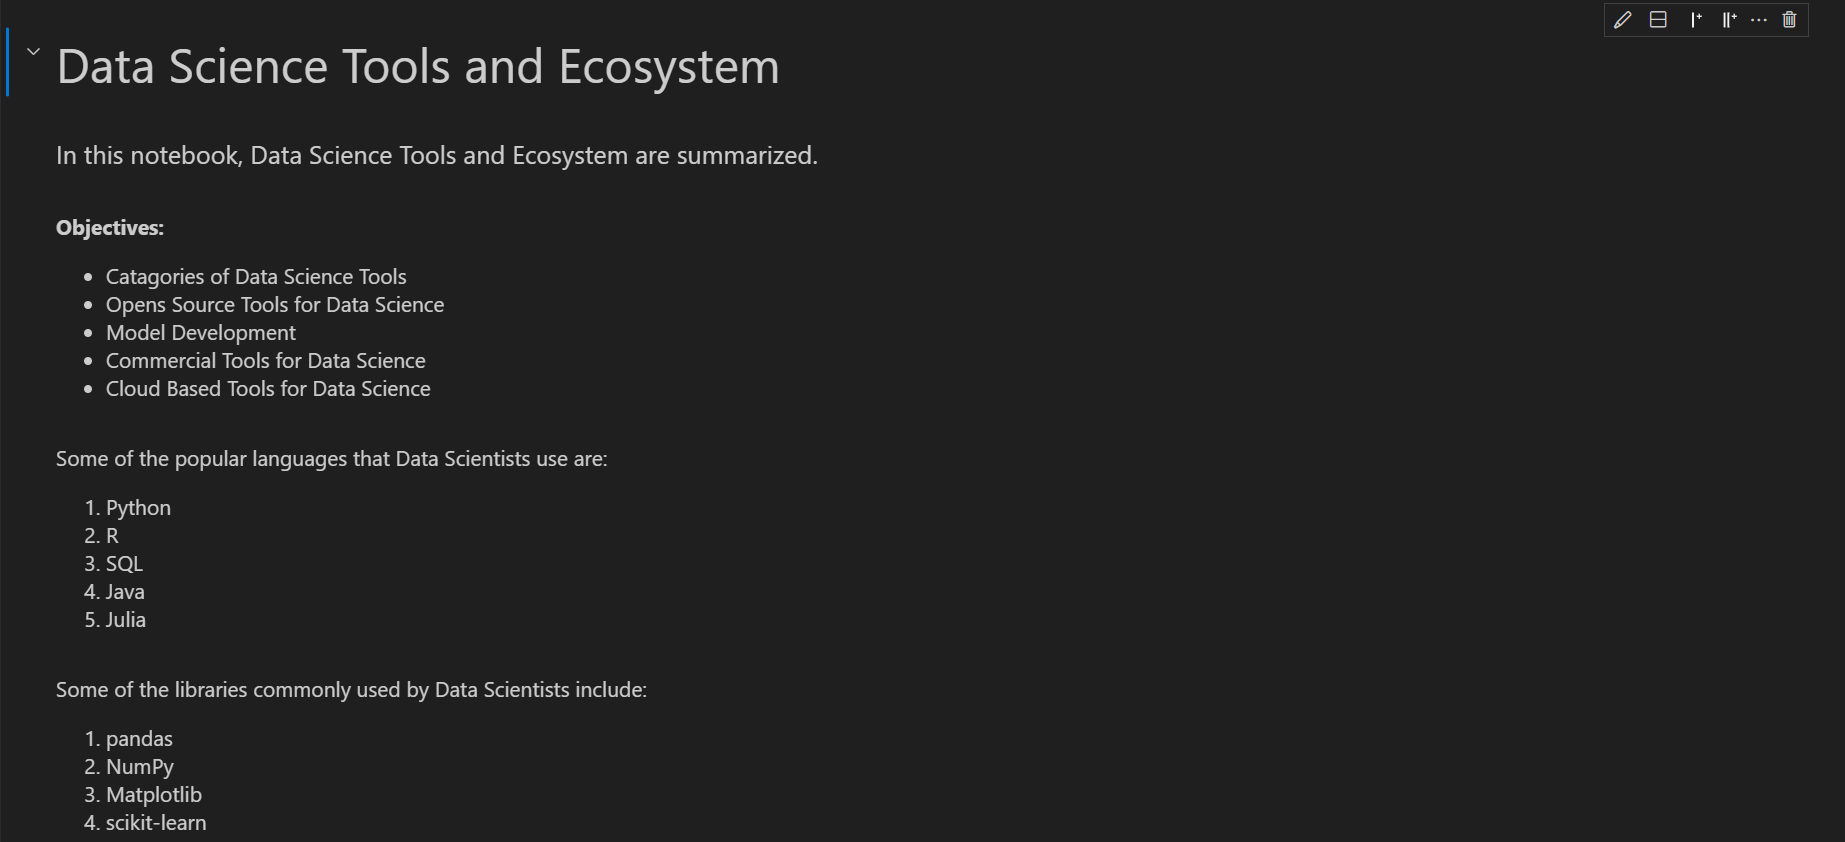 Data Science Tools and Ecosystem
In this notebook, Data Science Tools and Ecosystem are summarized.
Objectives:
• Catagories of Data Science Tools
• Opens Source Tools for Data Science
• Model Development
• Commercial Tools for Data Science
• Cloud Based Tools for Data Science
Some of the popular languages that Data Scientists use are:
1. Python
2. R
3. SQL
4. Java
5. Julia
Some of the libraries commonly used by Data Scientists include:
1. pandas
2. NumPy
3. Matplotlib
4. scikit-learn